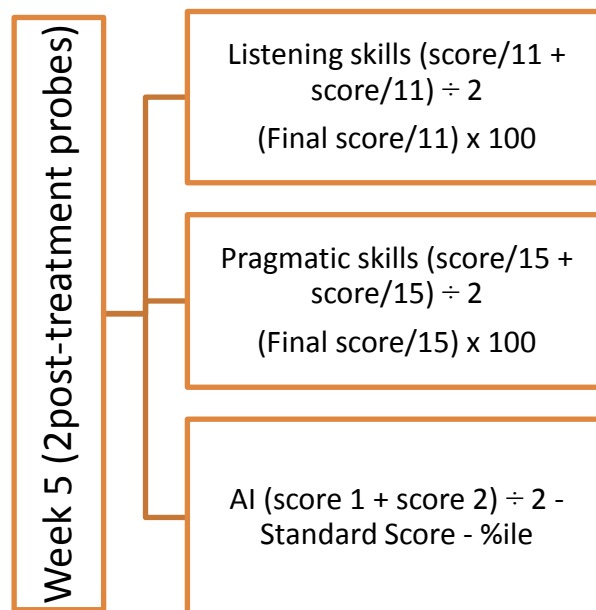 Week 5 (2post-treatment probes)
Listening skills (score/11 +
score/11) ÷ 2
(Final score/11) x 100
Pragmatic skills (score/15 +
score/15) ÷ 2
(Final score/15) x 100
AI (score 1 + score 2) ÷ 2 -
Standard Score - %ile